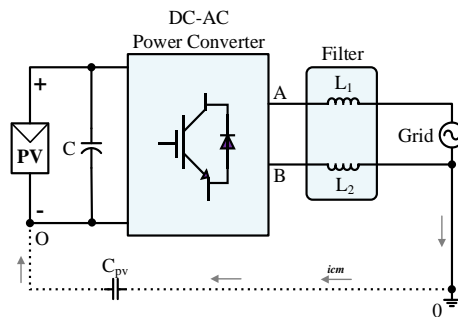 DC-AC
Power Converter
Filter
+
A
L1
PV
C
Grid
B
L2
-
O
Cpv
icm
0